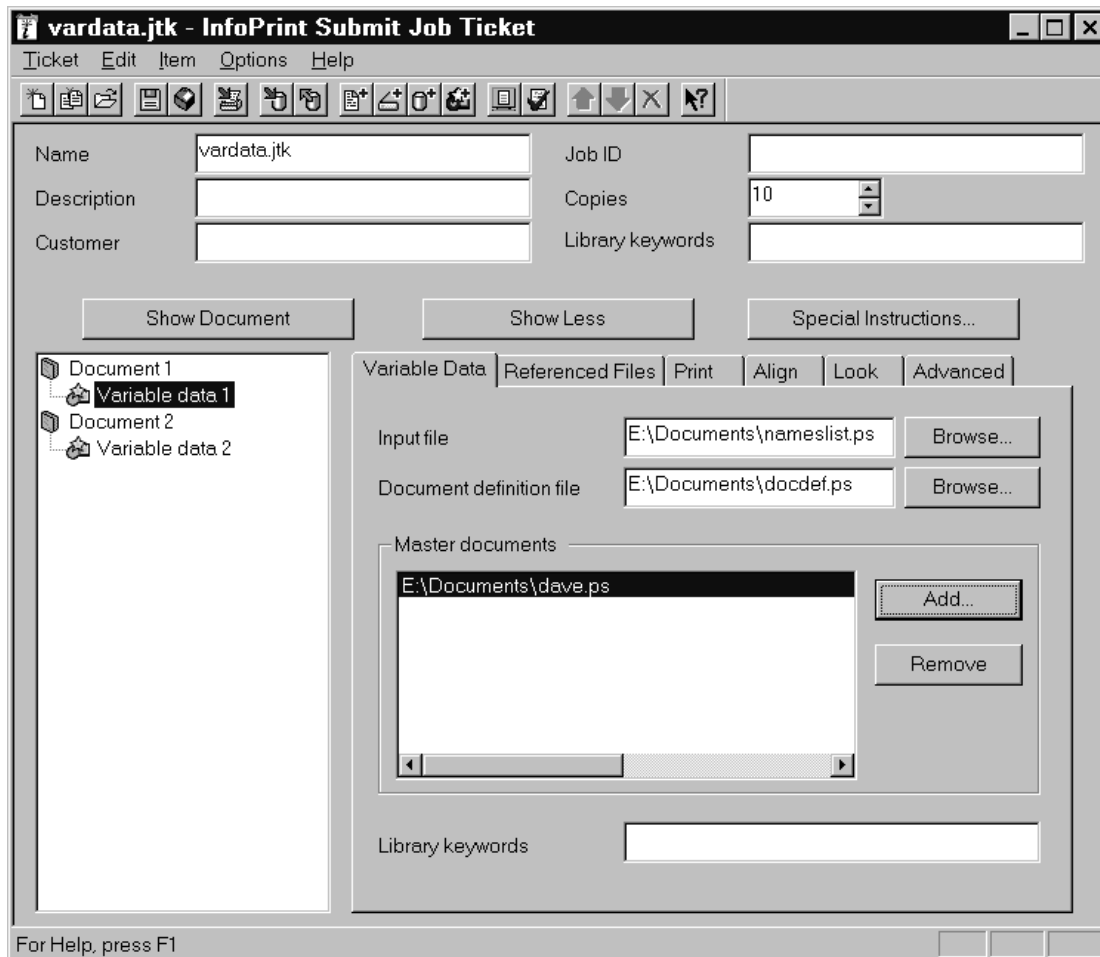 vardata.jtk - InfoPrint Submit Job Ticket
Ticket Edit Item Options Help
Name vardata.jtk Job ID
Description Copies 10
Customer Library keywords
Show Document Show Less Special Instructions...
Document 1
Variable data 1
Document 2
Variable data 2
Variable Data Referenced Files Print Align Look Advanced
Input file E:\Documents\nameslist.ps Browse...
Document definition file E:\Documents\docdef.ps Browse...
Master documents
E:\Documents\dave.ps
Add...
Remove
Library keywords
For Help, press F1